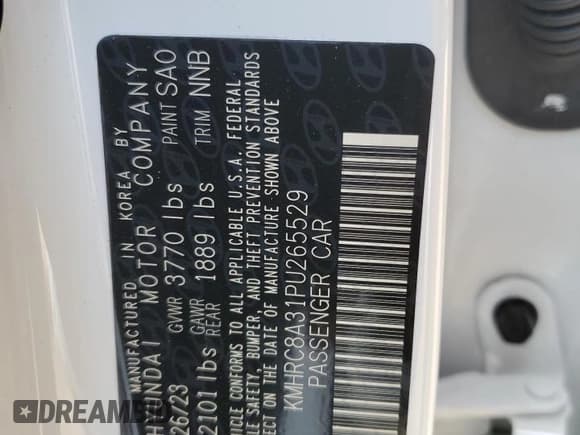 MANUFACTURED IN KOREA BY
HYUNDAI MOTOR COMPANY
26/23 GVWR 3770 lbs PAINT SAO
2101 lbs GAWR REAR 1889 lbs TRIM NNB
VEHICLE CONFORMS TO ALL APPLICABLE U.S.A. FEDERAL
SAFETY, BUMPER, AND THEFT PREVENTION STANDARDS
ON THE DATE OF MANUFACTURE SHOWN ABOVE
KMHRC8A31PU265529
PASSENGER CAR
DREAMBID